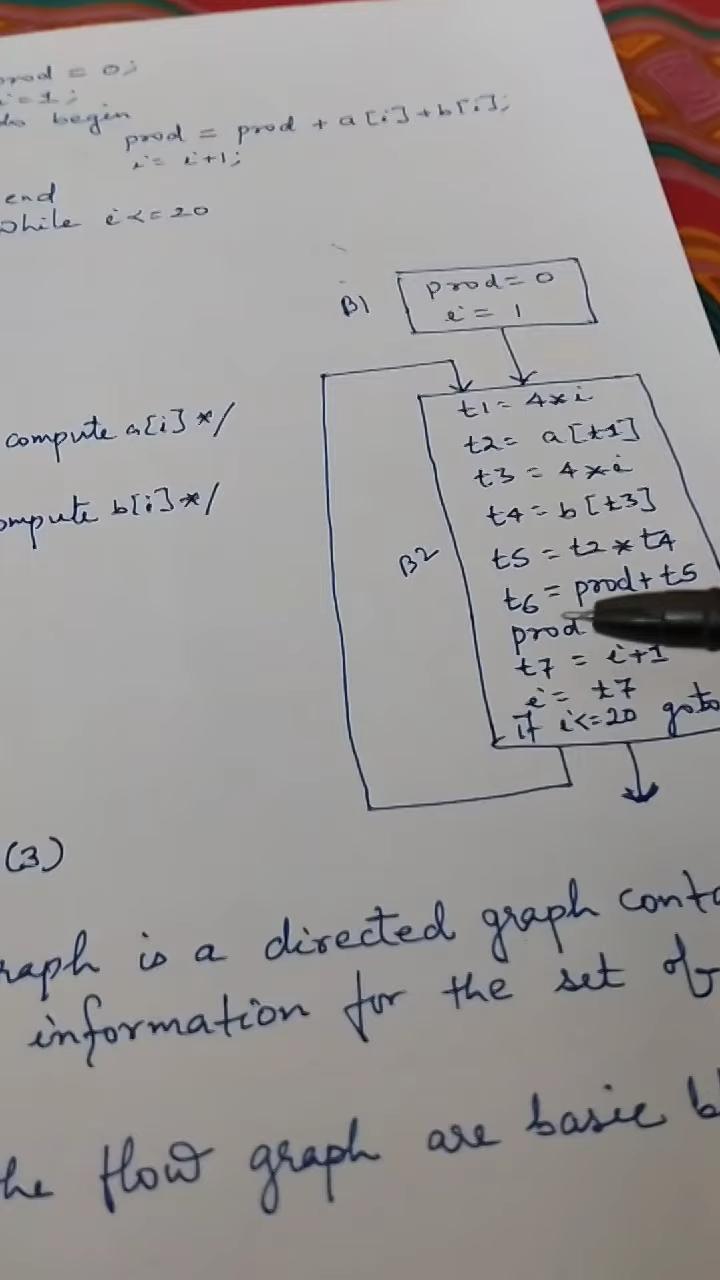 prod = 0;
i = 1;
do begin
prod = prod + a[i]+b[i];
i = i+1;
end
while i<=20
B1
prod = 0
i = 1
compute a[i] */
compute b[i] */
B2
t1 = 4*i
t2 = a[t1]
t3 = 4*i
t4 = b[t3]
t5 = t2*t4
t6 = prod+t5
prod
t7 = i+1
i = t7
if i<=20 goto
(3)
graph is a directed graph
information for the set of
the flow graph are basic